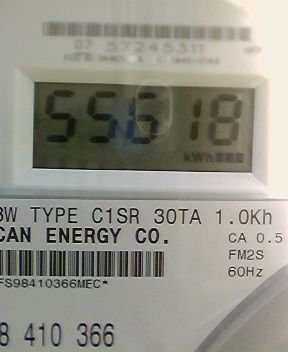 07 57245311
55618
kWh
3W TYPE C1SR 30TA 1.0Kh
CAN ENERGY CO.
CA 0.5
FM2S
60Hz
FS98410366MEC*
8 410 366